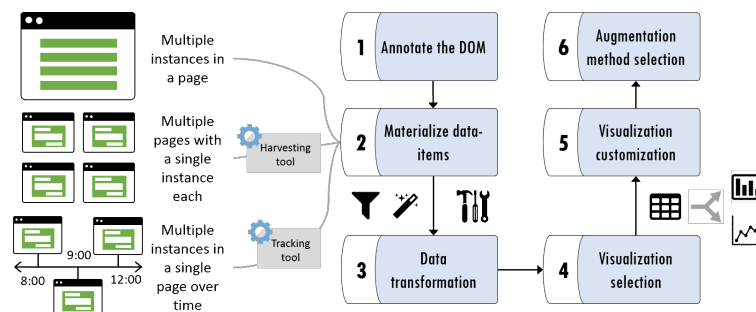 Multiple
instances in
a page
Multiple
pages with
a single
instance
each
Harvesting
tool
Multiple
instances in
a single
page over
time
Tracking
tool
9:00
8:00
12:00
1
Annotate the DOM
2
Materialize data-
items
3
Data
transformation
4
Visualization
selection
5
Visualization
customization
6
Augmentation
method selection